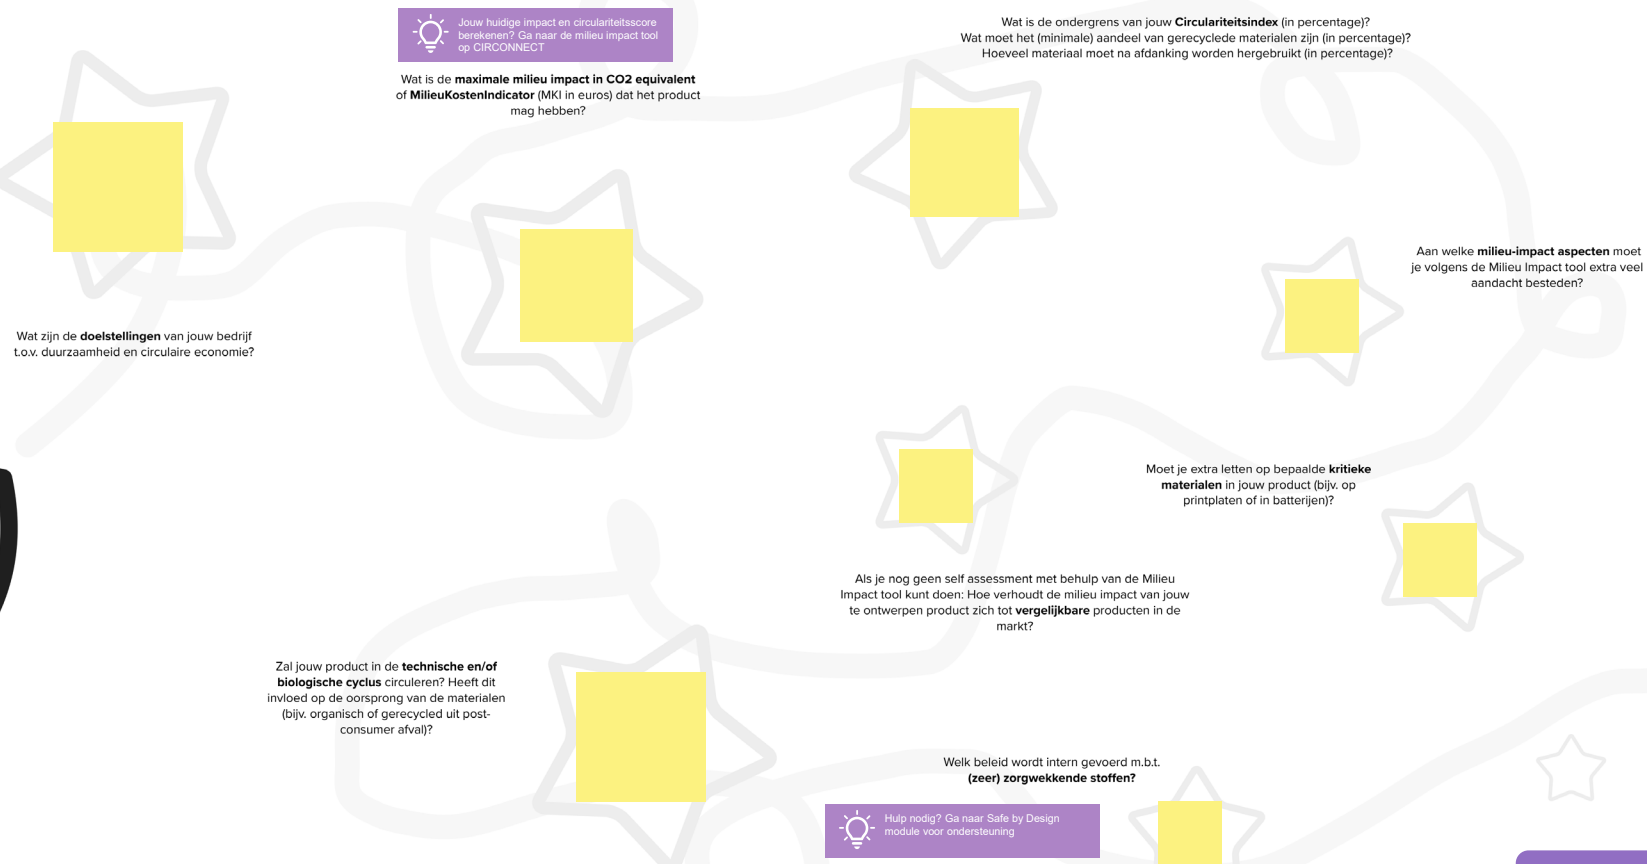 Jouw huidige impact en circulariteitsscore
berekenen? Ga naar de milieu impact tool
op CIRCONNECT
Wat is de maximale milieu impact in CO2 equivalent
of MilieuKostenIndicator (MKI in euros) dat het product
mag hebben?
Wat is de ondergrens van jouw Circulariteitsindex (in percentage)?
Wat moet het (minimale) aandeel van gerecyclede materialen zijn (in percentage)?
Hoeveel materiaal moet na afdanking worden hergebruikt (in percentage)?
Aan welke milieu-impact aspecten moet
je volgens de Milieu Impact tool extra veel
aandacht besteden?
Wat zijn de doelstellingen van jouw bedrijf
t.o.v. duurzaamheid en circulaire economie?
Moet je extra letten op bepaalde kritieke
materialen in jouw product (bijv. op
printplaten of in batterijen)?
Als je nog geen self assessment met behulp van de Milieu
Impact tool kunt doen: Hoe verhoudt de milieu impact van jouw
te ontwerpen product zich tot vergelijkbare producten in de
markt?
Zal jouw product in de technische en/of
biologische cyclus circuleren? Heeft dit
invloed op de oorsprong van de materialen
(bijv. organisch of gerecycled uit post-
consumer afval)?
Welk beleid wordt intern gevoerd m.b.t.
(zeer) zorgwekkende stoffen?
Hulp nodig? Ga naar Safe by Design
module voor ondersteuning